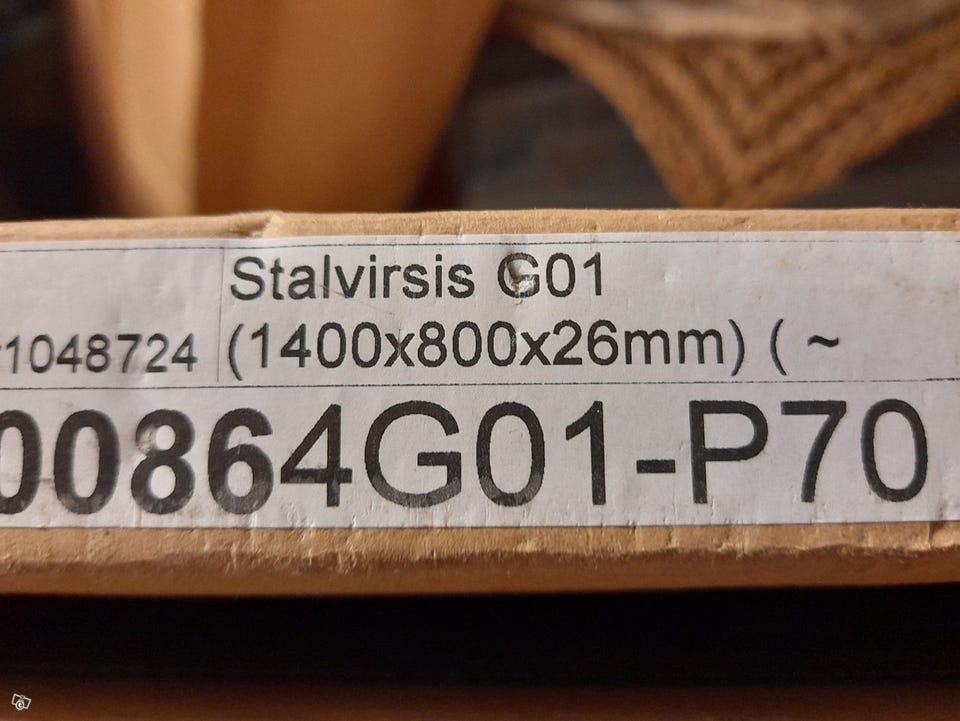 Stalvirsis G01
1048724 (1400x800x26mm) ( ~
00864G01-P70